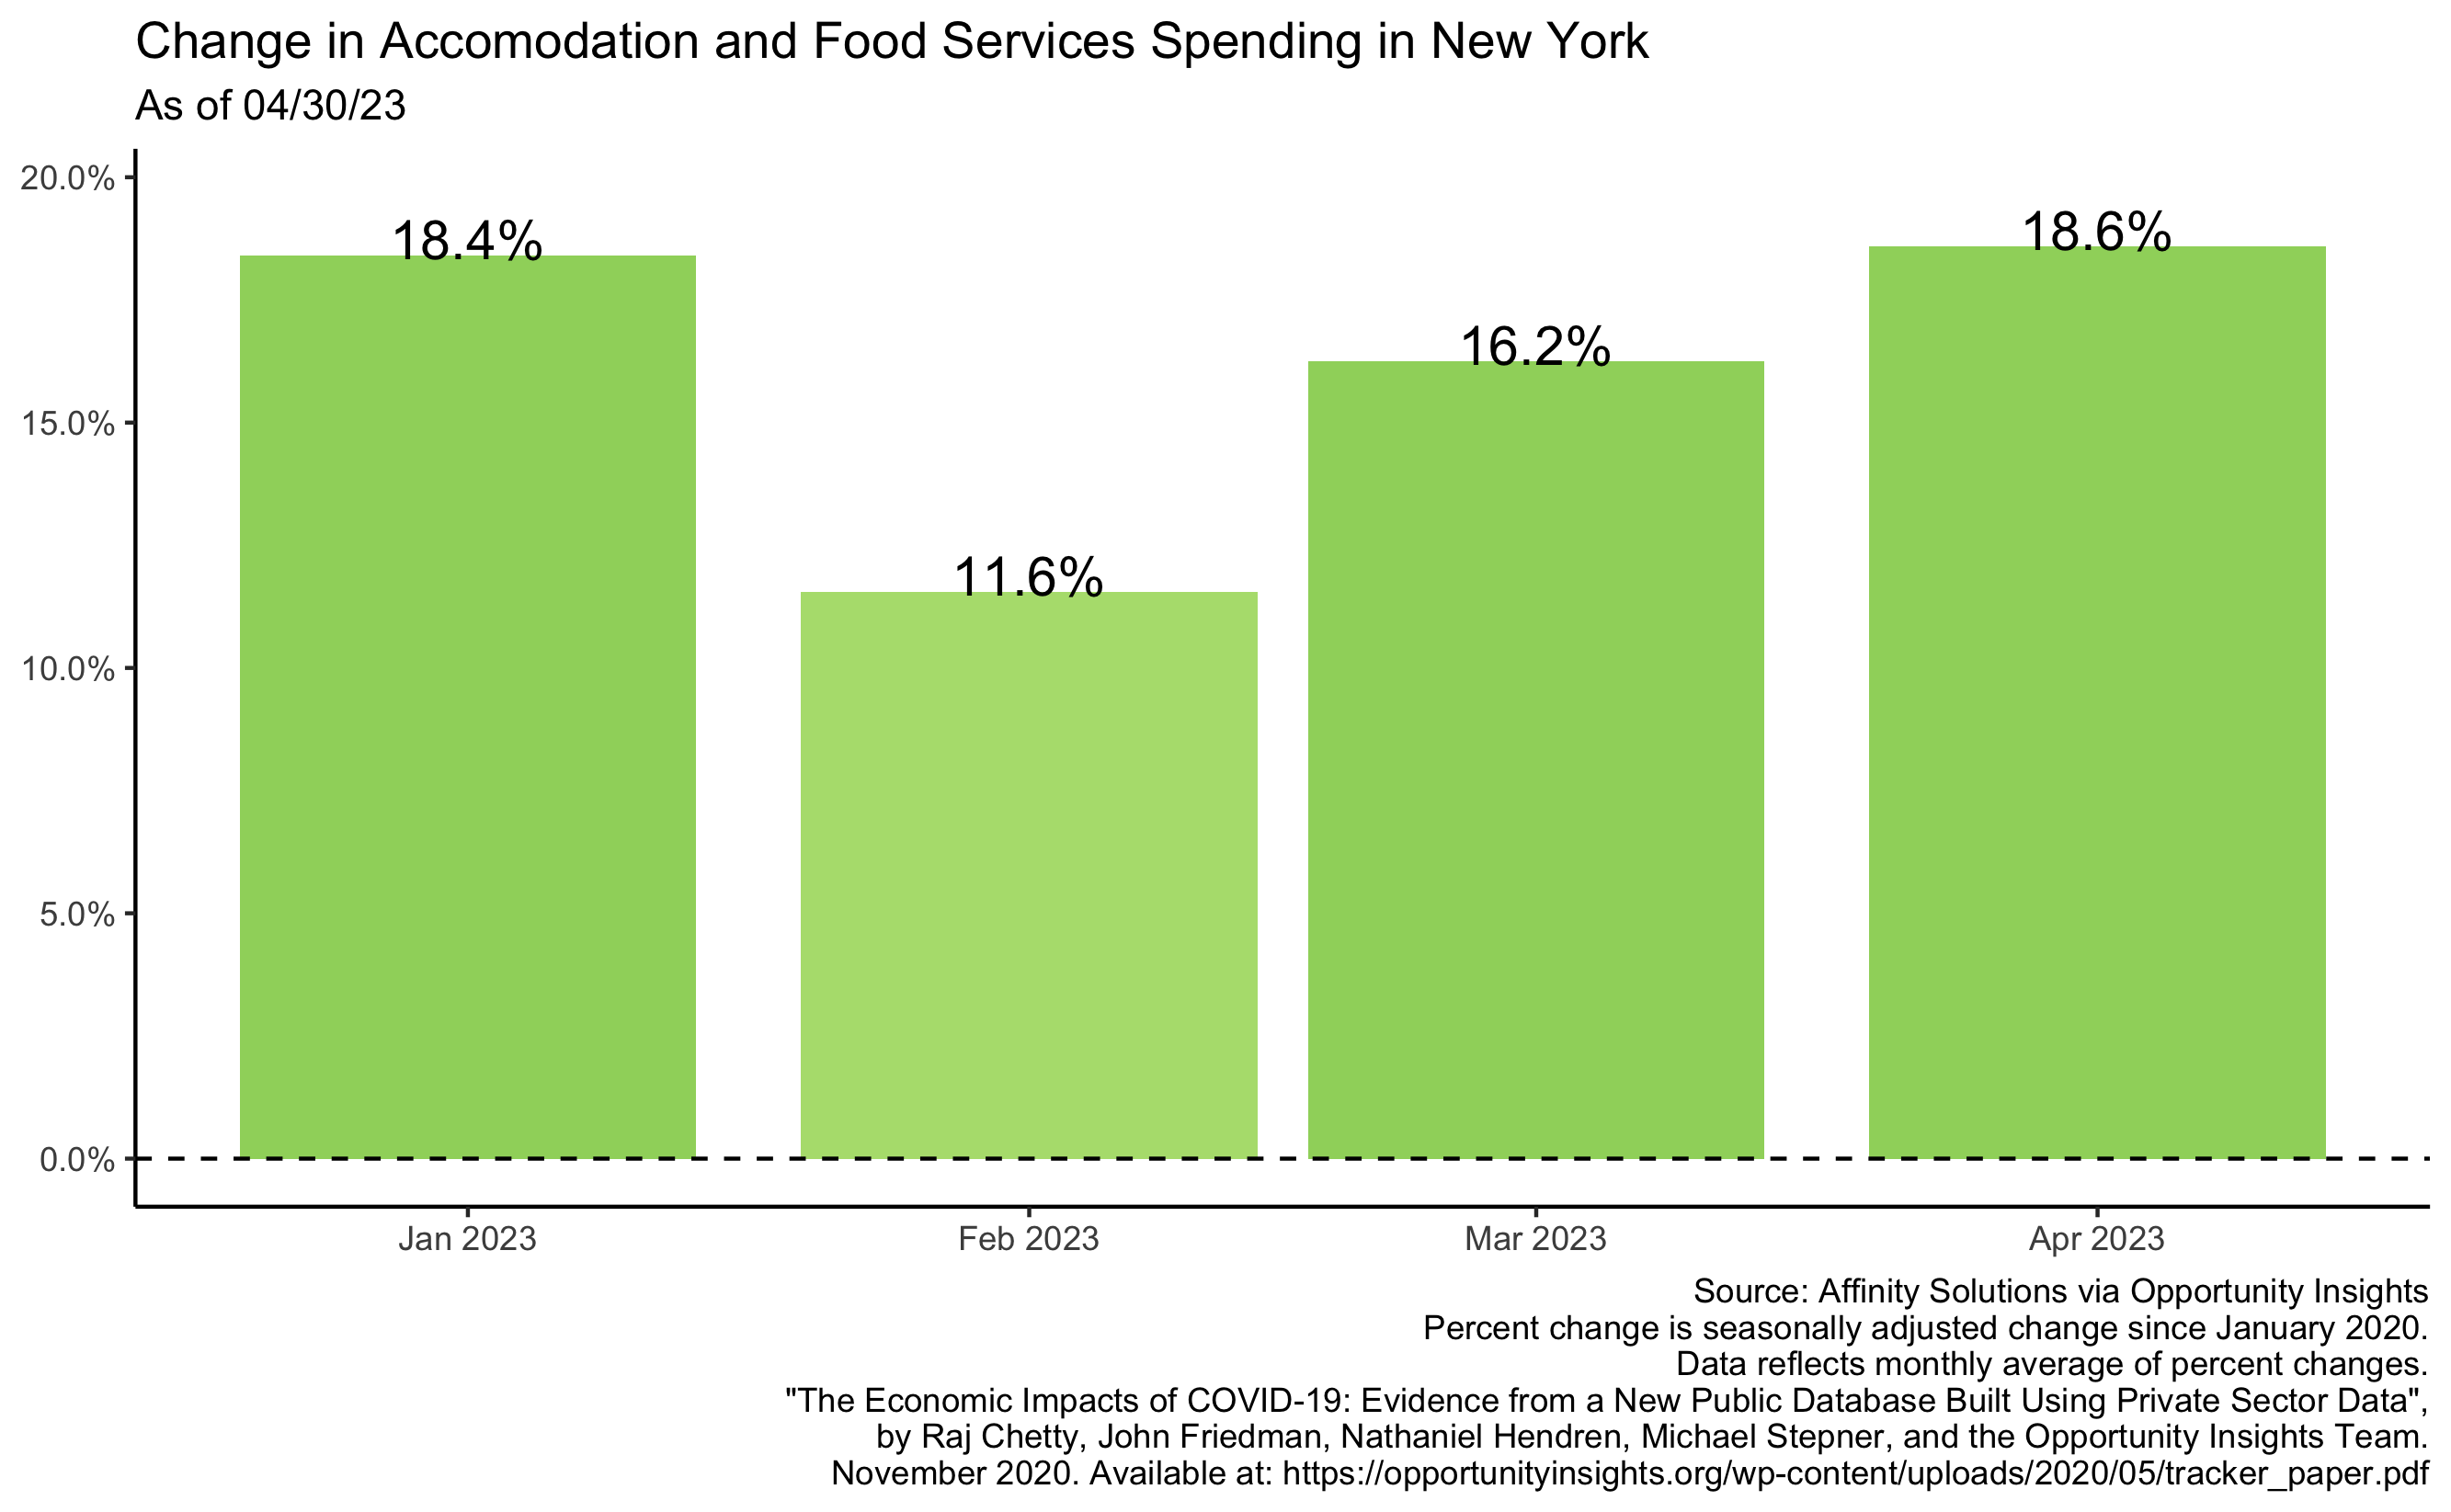 Change in Accomodation and Food Services Spending in New York
As of 04/30/23
20.0%
15.0%
10.0%
5.0%
0.0%
18.4%
11.6%
16.2%
18.6%
Jan 2023
Feb 2023
Mar 2023
Apr 2023
Source: Affinity Solutions via Opportunity Insights
Percent change is seasonally adjusted change since January 2020.
Data reflects monthly average of percent changes.
"The Economic Impacts of COVID-19: Evidence from a New Public Database Built Using Private Sector Data",
by Raj Chetty, John Friedman, Nathaniel Hendren, Michael Stepner, and the Opportunity Insights Team.
November 2020. Available at: https://opportunityinsights.org/wp-content/uploads/2020/05/tracker_paper.pdf